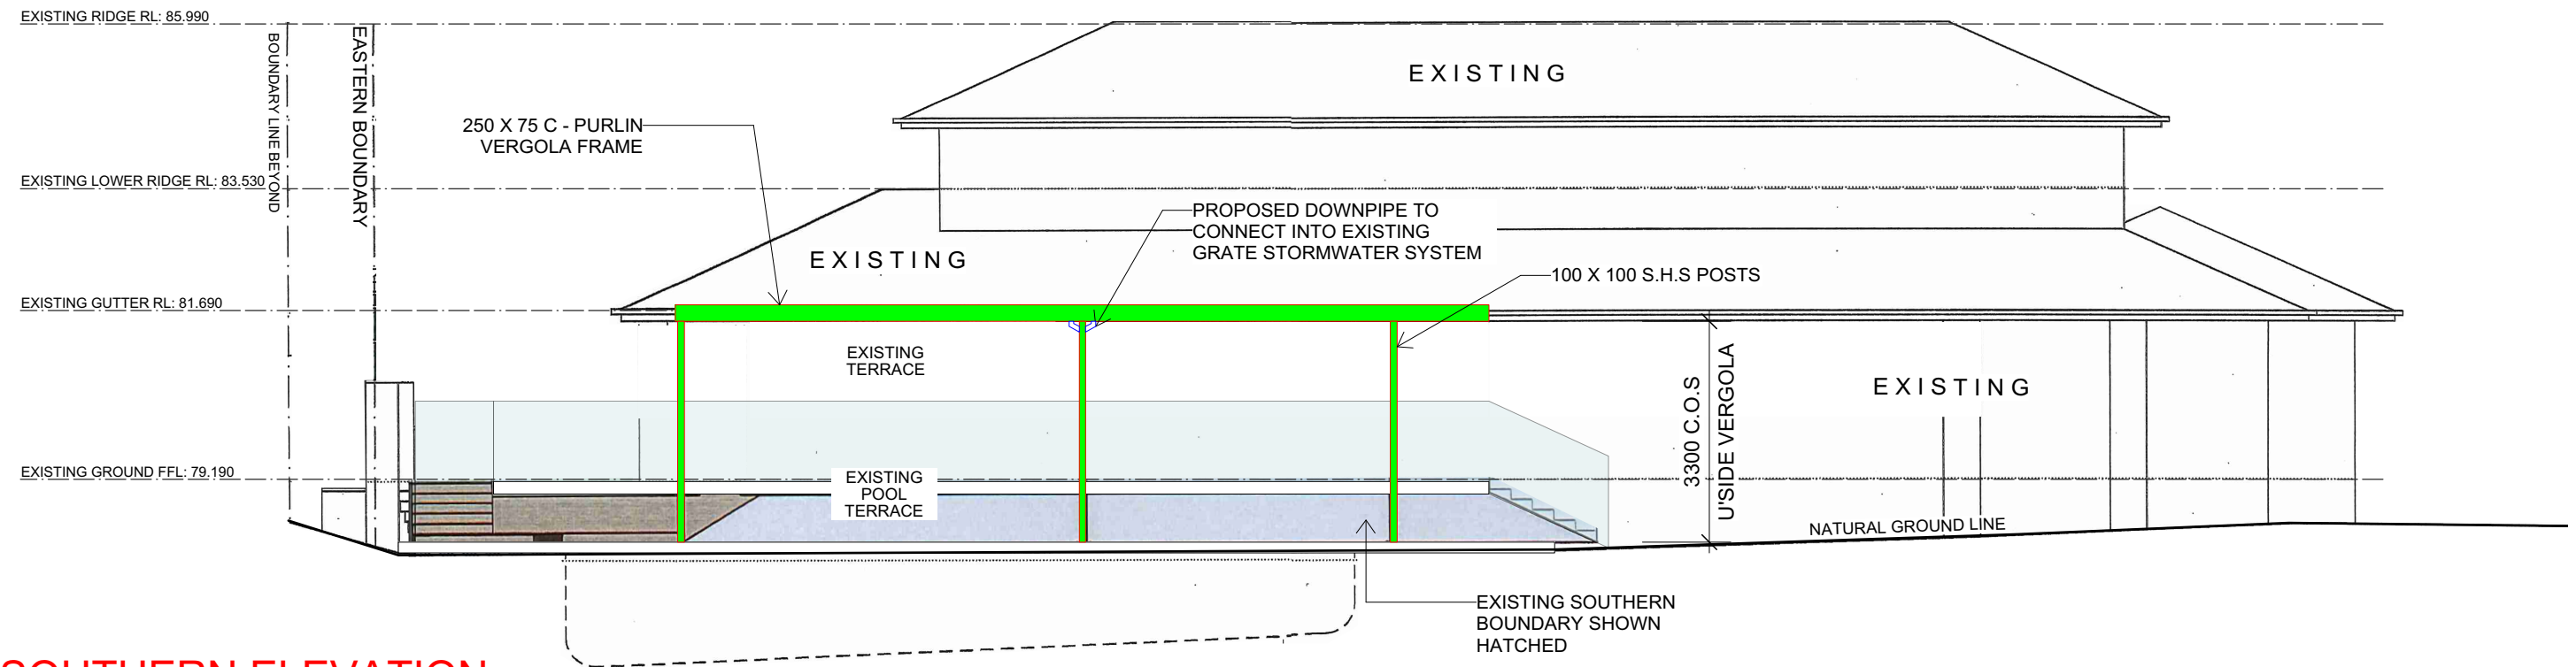 EXISTING RIDGE RL: 85.990
BOUNDARY LINE BEYOND
EASTERN BOUNDARY
EXISTING
250 X 75 C - PURLIN
VERGOLA FRAME
EXISTING LOWER RIDGE RL: 83.530
PROPOSED DOWNPIPE TO
CONNECT INTO EXISTING
GRATE STORMWATER SYSTEM
EXISTING
100 X 100 S.H.S POSTS
EXISTING GUTTER RL: 81.690
EXISTING
TERRACE
3300 C.O.S
U'SIDE VERGOLA
EXISTING
EXISTING GROUND FFL: 79.190
EXISTING
POOL
TERRACE
NATURAL GROUND LINE
EXISTING SOUTHERN
BOUNDARY SHOWN
HATCHED
SOUTHERN ELEVATION